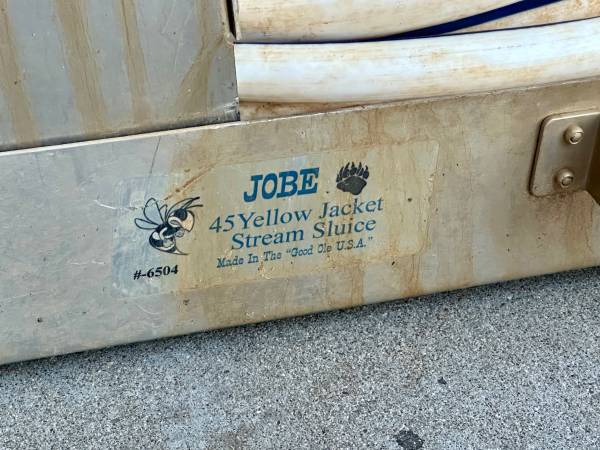 JOBE
45 Yellow Jacket
Stream Sluice
Made In The "Good Ole U.S.A."
#-6504